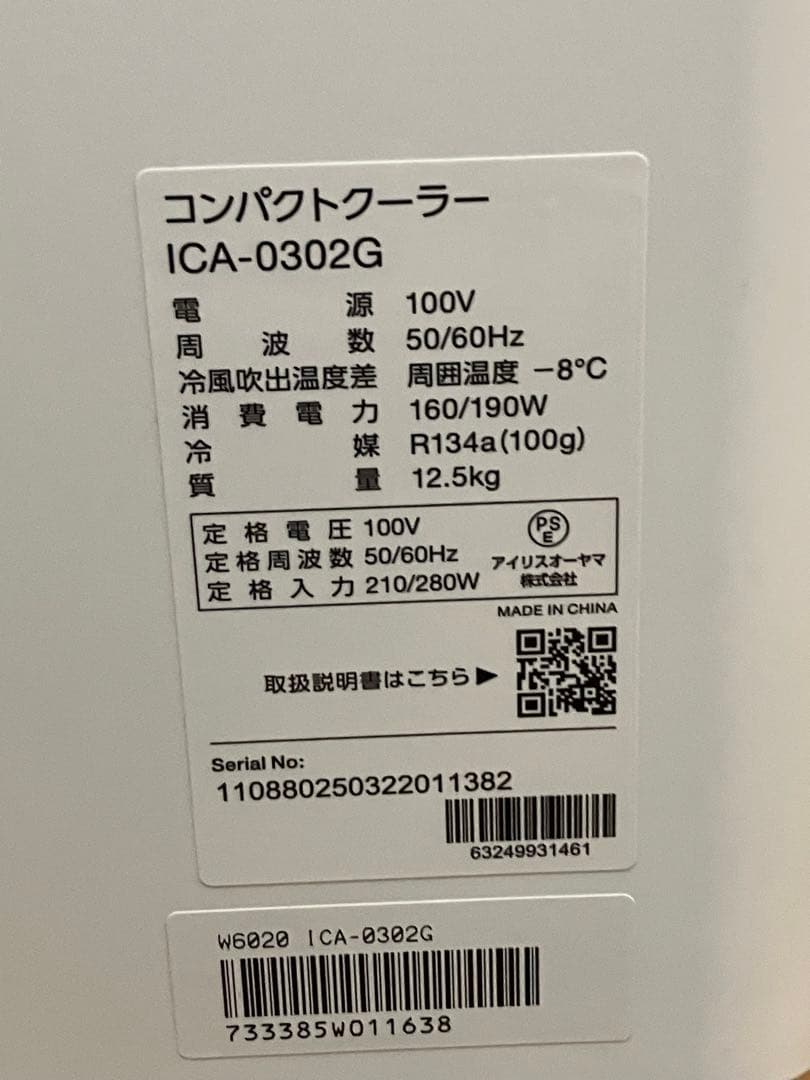 コンパクトクーラー
ICA-0302G
電源 100V
周波数 50/60Hz
冷風吹出温度差 周囲温度 -8℃
消費電力 160/190W
冷媒 R134a(100g)
質量 12.5kg
定格電圧 100V
定格周波数 50/60Hz
定格入力 210/280W
PSE
アイリスオーヤマ
株式会社
MADE IN CHINA
取扱説明書はこちら▶
Serial No:
110880250322011382
63249931461
W6020 ICA-0302G
733385W011638